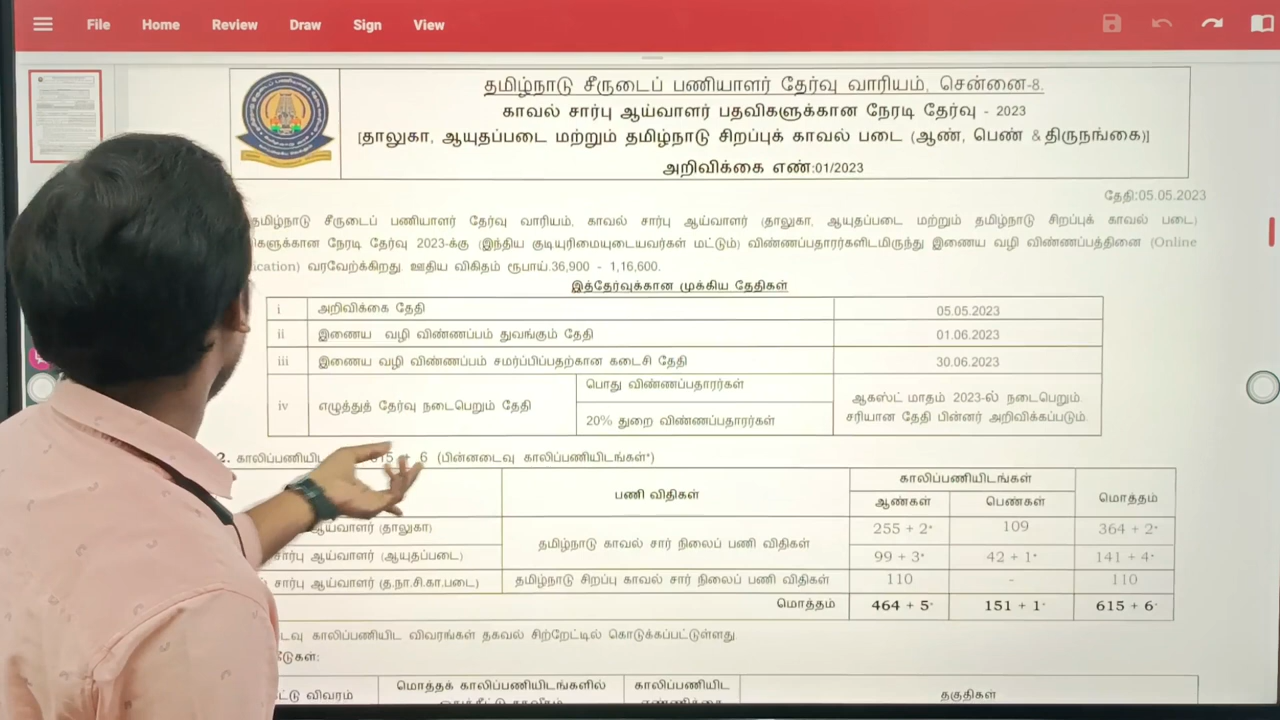 File Home Review Draw Sign View
தமிழ்நாடு சீருடைப் பணியாளர் தேர்வு வாரியம், சென்னை-8.
காவல் சார்பு ஆய்வாளர் பதவிகளுக்கான நேரடி தேர்வு - 2023
[தாலுகா, ஆயுதப்படை மற்றும் தமிழ்நாடு சிறப்புக் காவல் படை (ஆண், பெண் & திருநங்கை)]
அறிவிக்கை எண்:01/2023
தேதி:05.05.2023
தமிழ்நாடு சீருடைப் பணியாளர் தேர்வு வாரியம், காவல் சார்பு ஆய்வாளர் (தாலுகா, ஆயுதப்படை மற்றும் தமிழ்நாடு சிறப்புக் காவல் படை)
களுக்கான நேரடி தேர்வு 2023-க்கு (இந்திய குடியுரிமையுடையவர்கள் மட்டும்) விண்ணப்பதாரர்களிடமிருந்து இணைய வழி விண்ணப்பத்தினை (Online
ication) வரவேற்கிறது. ஊதிய விகிதம் ரூபாய்.36,900 - 1,16,600.
இத்தேர்வுக்கான முக்கிய தேதிகள்
i அறிவிக்கை தேதி 05.05.2023
ii இணைய வழி விண்ணப்பம் துவங்கும் தேதி 01.06.2023
iii இணைய வழி விண்ணப்பம் சமர்ப்பிப்பதற்கான கடைசி தேதி 30.06.2023
iv எழுத்துத் தேர்வு நடைபெறும் தேதி பொது விண்ணப்பதாரர்கள் ஆகஸ்ட் மாதம் 2023-ல் நடைபெறும்.
20% துறை விண்ணப்பதாரர்கள் சரியான தேதி பின்னர் அறிவிக்கப்படும்.
2. காலிப்பணியிட 615 + 6 (பின்னடைவு காலிப்பணியிடங்கள்*)
பணி விதிகள் காலிப்பணியிடங்கள் மொத்தம்
ஆண்கள் பெண்கள்
ஆய்வாளர் (தாலுகா) தமிழ்நாடு காவல் சார் நிலைப் பணி விதிகள் 255 + 2* 109 364 + 2*
சார்பு ஆய்வாளர் (ஆயுதப்படை) 99 + 3* 42 + 1* 141 + 4*
சார்பு ஆய்வாளர் (த.நா.சி.கா.படை) தமிழ்நாடு சிறப்பு காவல் சார் நிலைப் பணி விதிகள் 110 - 110
மொத்தம் 464 + 5* 151 + 1* 615 + 6*
டைவு காலிப்பணியிட விவரங்கள் தகவல் சிற்றேட்டில் கொடுக்கப்பட்டுள்ளது
டுகள்:
ட்டு விவரம் மொத்தக் காலிப்பணியிடங்களில் காலிப்பணியிட தகுதிகள்